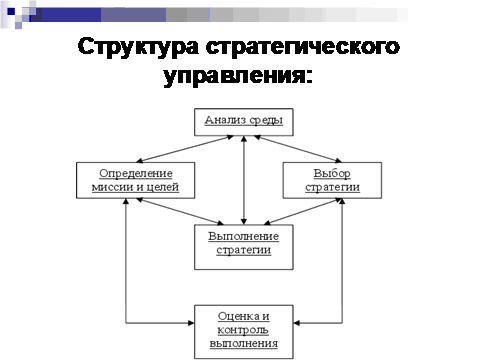 Структура стратегического
управления:
Анализ среды
Определение
миссии и целей
Выбор
стратегии
Выполнение
стратегии
Оценка и
контроль
выполнения